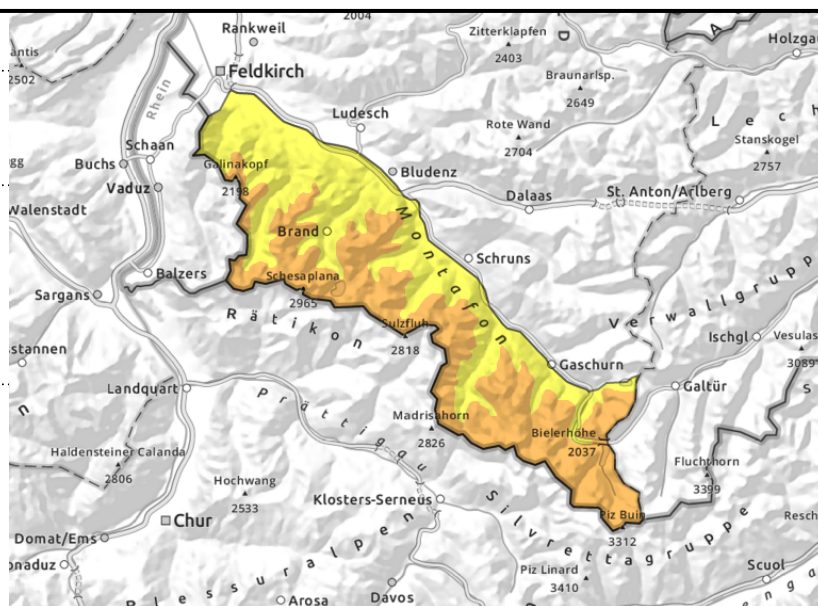 Rankweil
2004
Zitterklapfen
2403
Holzga
antis
2502
Feldkirch
Braunarlsp.
2649
Rhein
Ludesch
Rote Wand
2704
Lech
Stanskogel
2757
Schaan
Buchs
Galinakopf
2198
Bludenz
Vaduz
Dalaas
St. Anton/Arlberg
Walenstadt
Brand
Montafon
Schruns
Balzers
Schesaplana
2965
Sargans
Rätikon
Sulzfluh
2818
Verwallgrupp
Ischgl
Vesulas
3089
sstannen
Gaschurn
Landquart
Galtür
Prättigau
Madrisahorn
2826
Bielerhöhe
2037
Haldensteiner Calanda
2806
Hochwang
2533
Fluchthorn
3399
Klosters-Serneus
Silvrettagruppe
Chur
Piz Buin
3312
Resch
Domat/Ems
onaduz
Plessuralpen
Piz Linard
3410
Scuol
Arosa
Davos